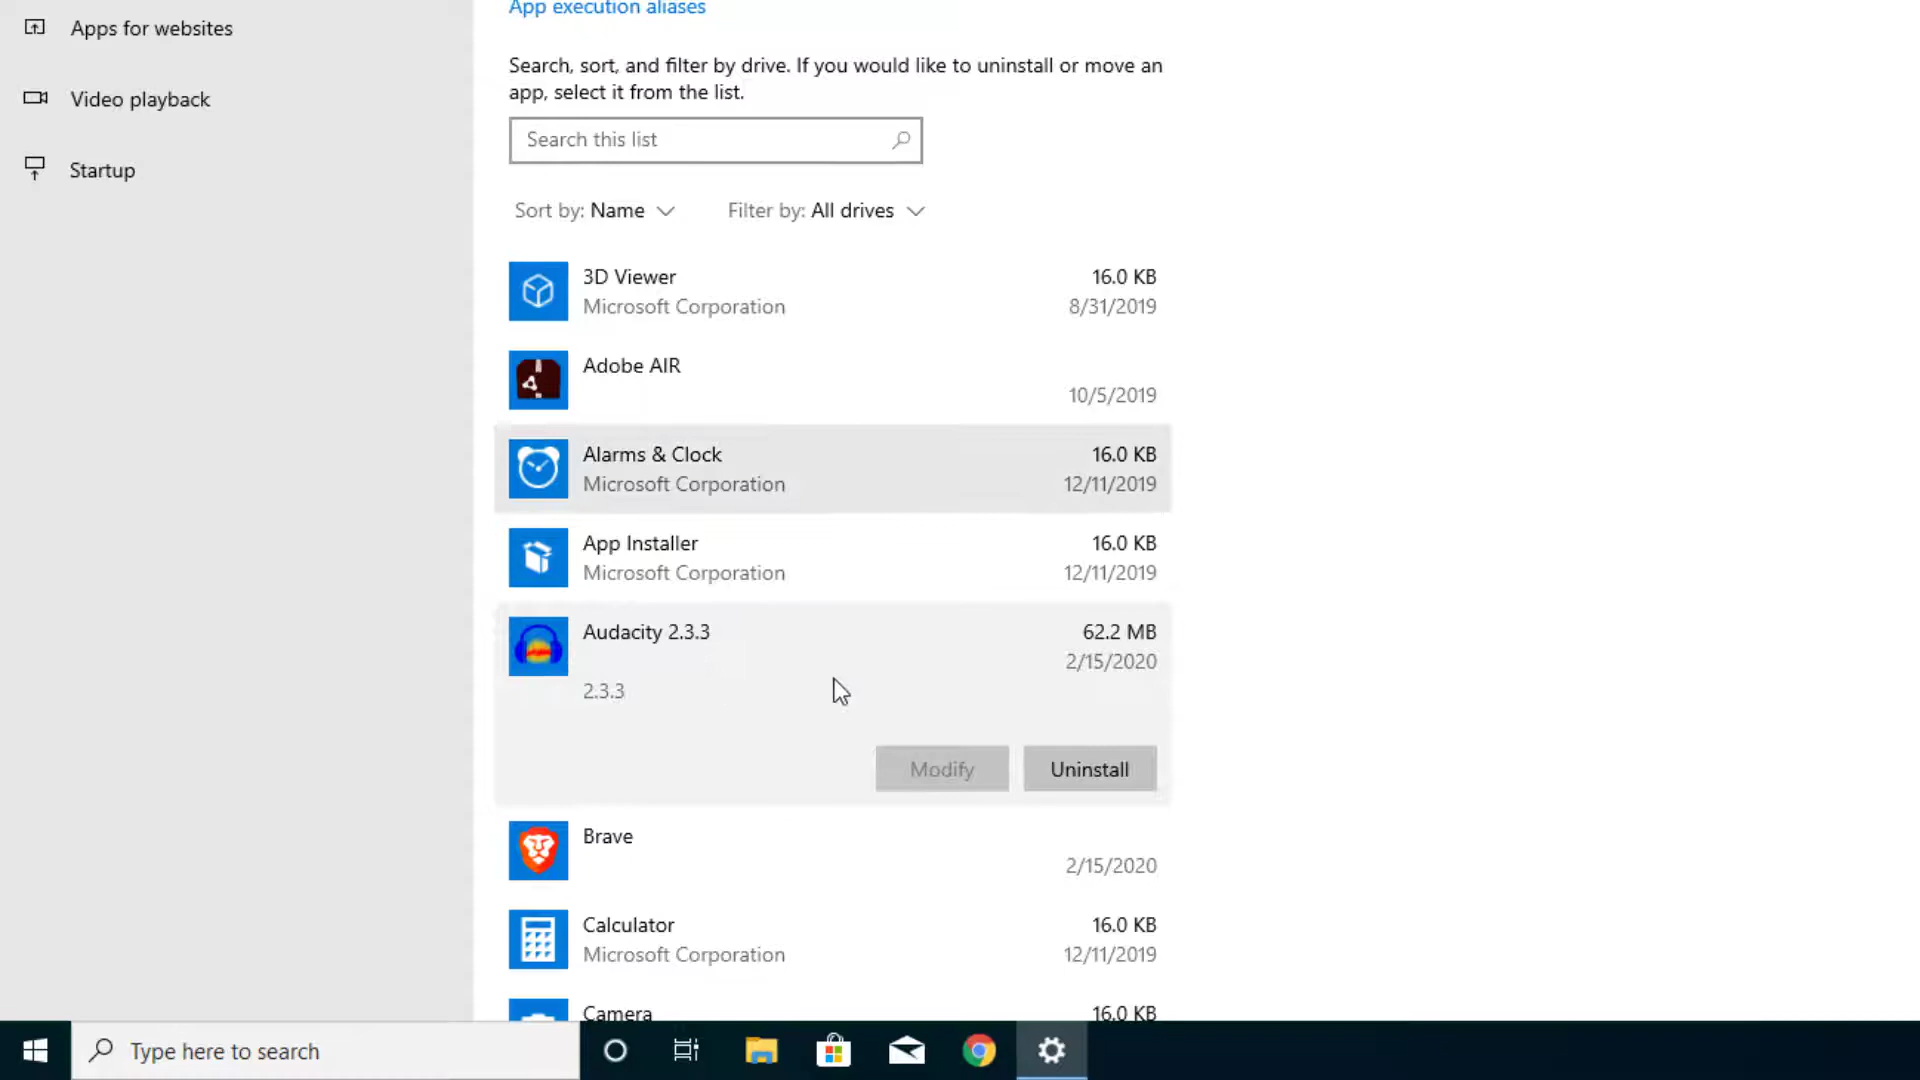 App execution aliases
Apps for websites
Search, sort, and filter by drive. If you would like to uninstall or move an
app, select it from the list.
Video playback
Search this list
Startup
Sort by: Name
Filter by: All drives
3D Viewer
16.0 KB
Microsoft Corporation
8/31/2019
Adobe AIR
10/5/2019
Alarms & Clock
16.0 KB
Microsoft Corporation
12/11/2019
App Installer
16.0 KB
Microsoft Corporation
12/11/2019
Audacity 2.3.3
62.2 MB
2/15/2020
2.3.3
Modify
Uninstall
Brave
2/15/2020
Calculator
16.0 KB
Microsoft Corporation
12/11/2019
Camera
16.0 KB
Type here to search